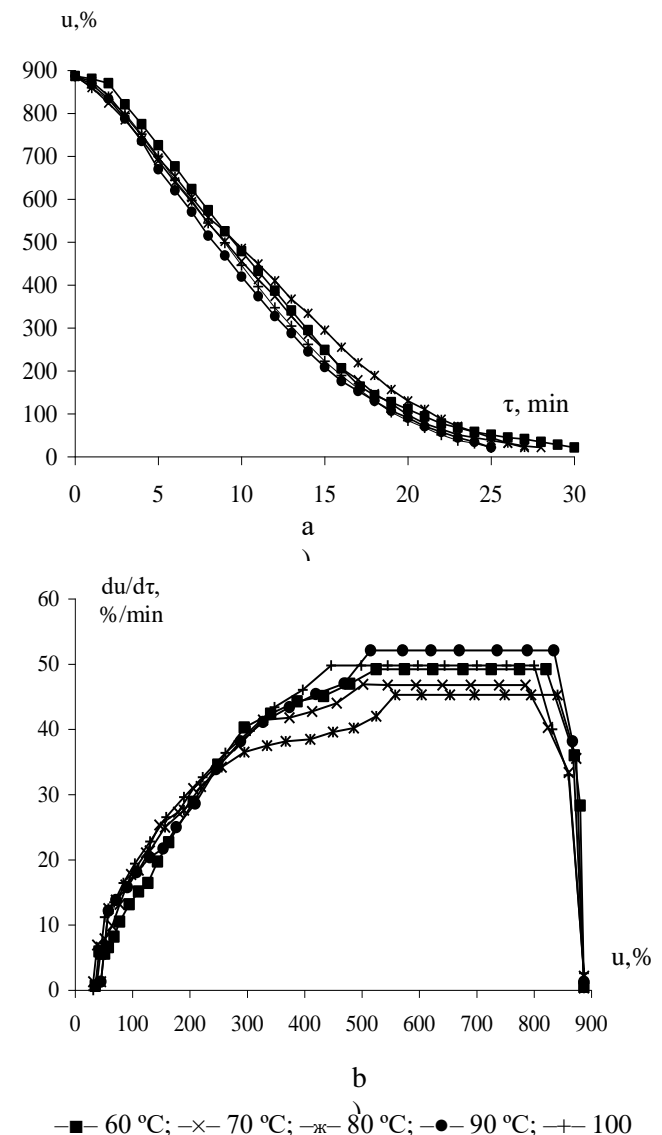 u,%
900
800
700
600
500
400
300
200
100
0
τ, min
0 5 10 15 20 25 30
a
)
du/dτ,
%/min
60
50
40
30
20
10
0
u,%
0 100 200 300 400 500 600 700 800 900
b
)
–■– 60 ºC; –×– 70 ºC; –ж– 80 ºC; –●– 90 ºC; –+– 100